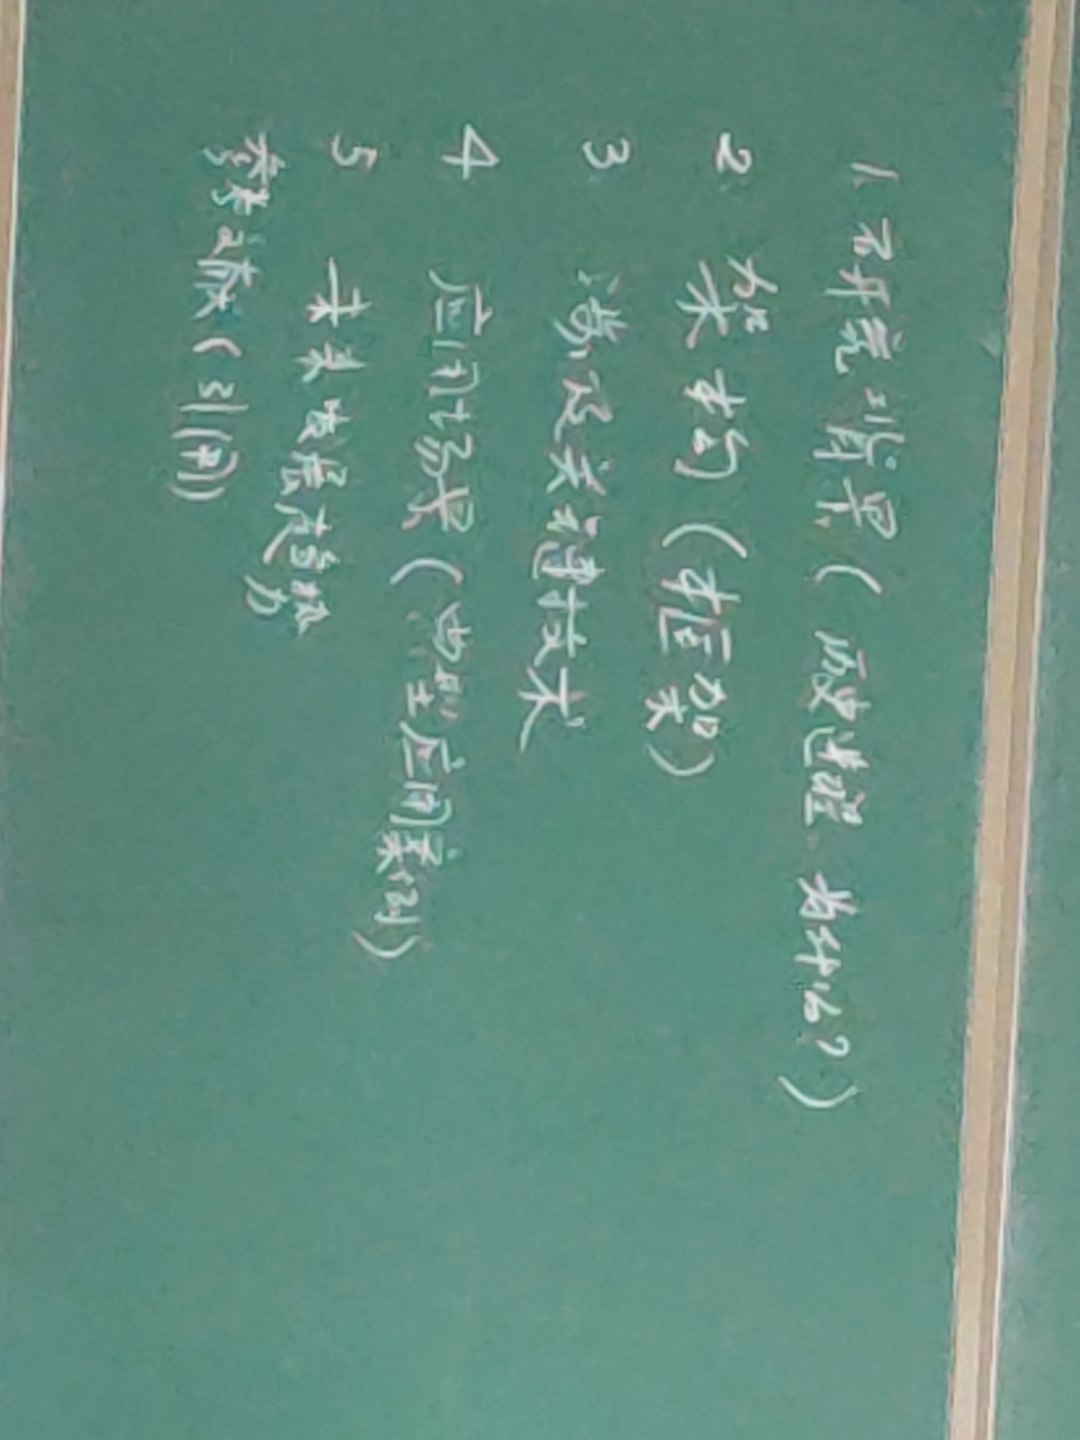 1. 研究背景(历史进程 为什么?)
2. 架构(框架)
3. 涉及关键技术
4 应用场景(典型应用案例)
5 未来发展趋势
参考文献(引用)